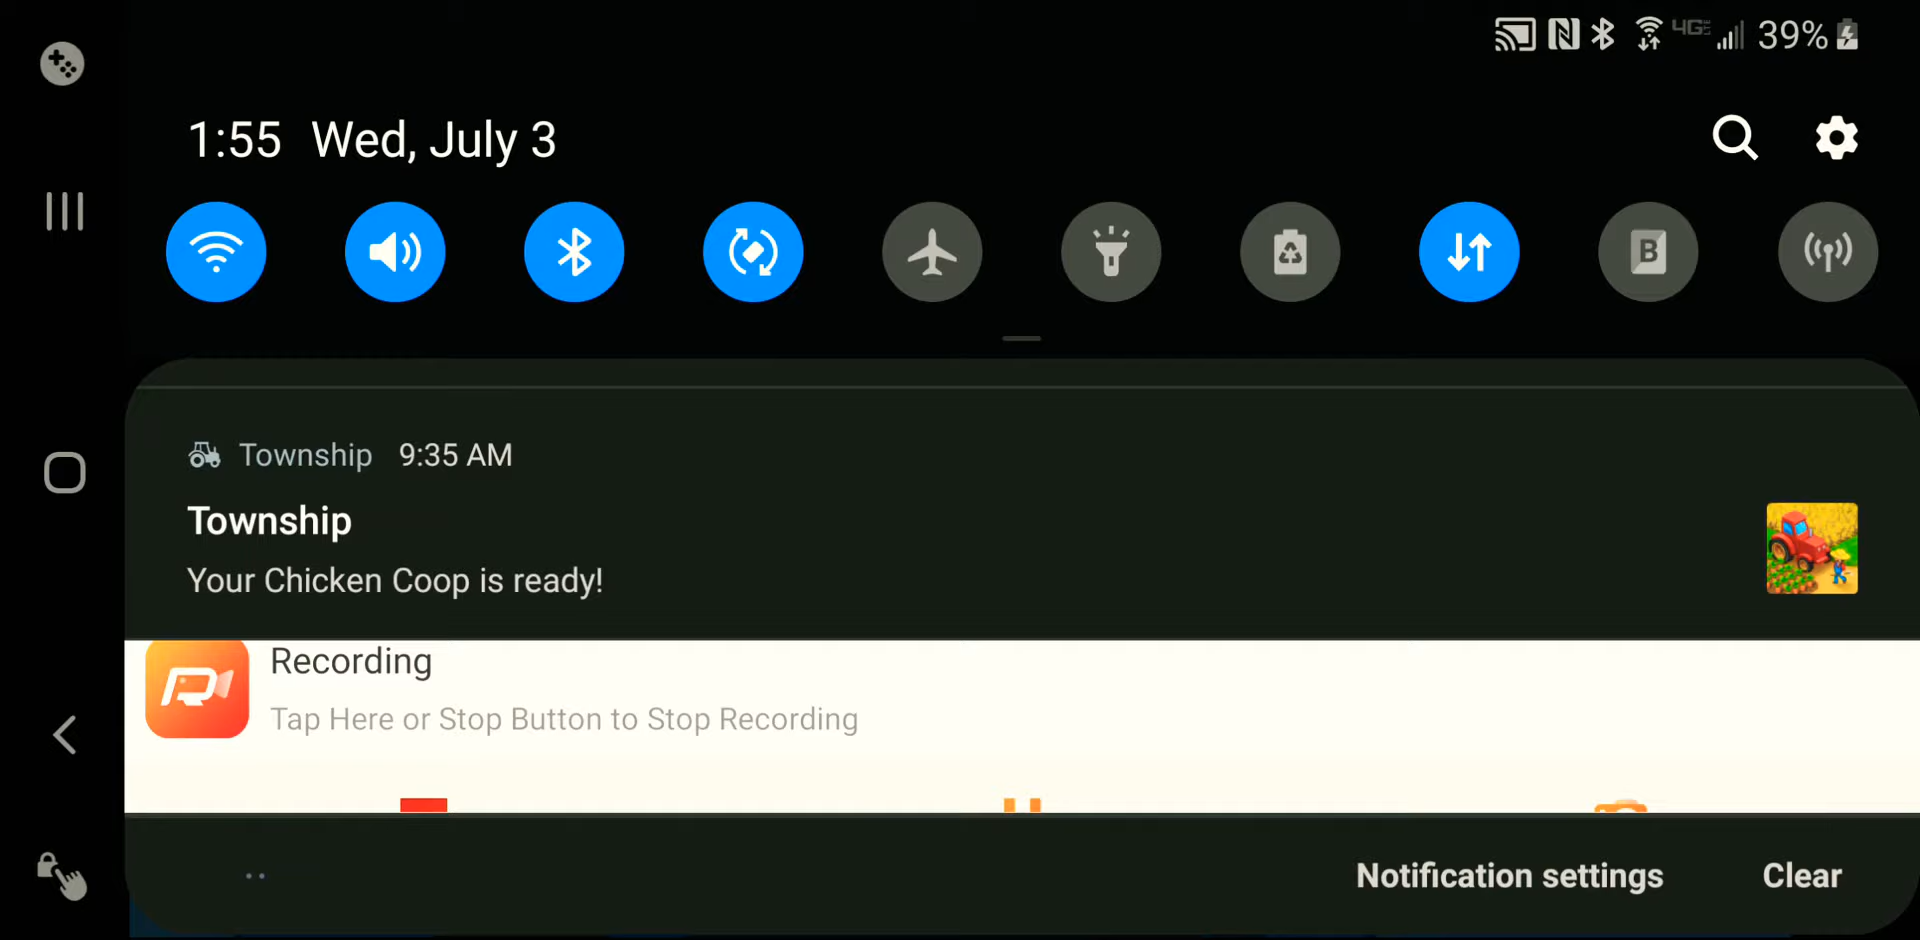 4G 39%
1:55 Wed, July 3
B
Township 9:35 AM
Township
Your Chicken Coop is ready!
Recording
Tap Here or Stop Button to Stop Recording
Notification settings Clear